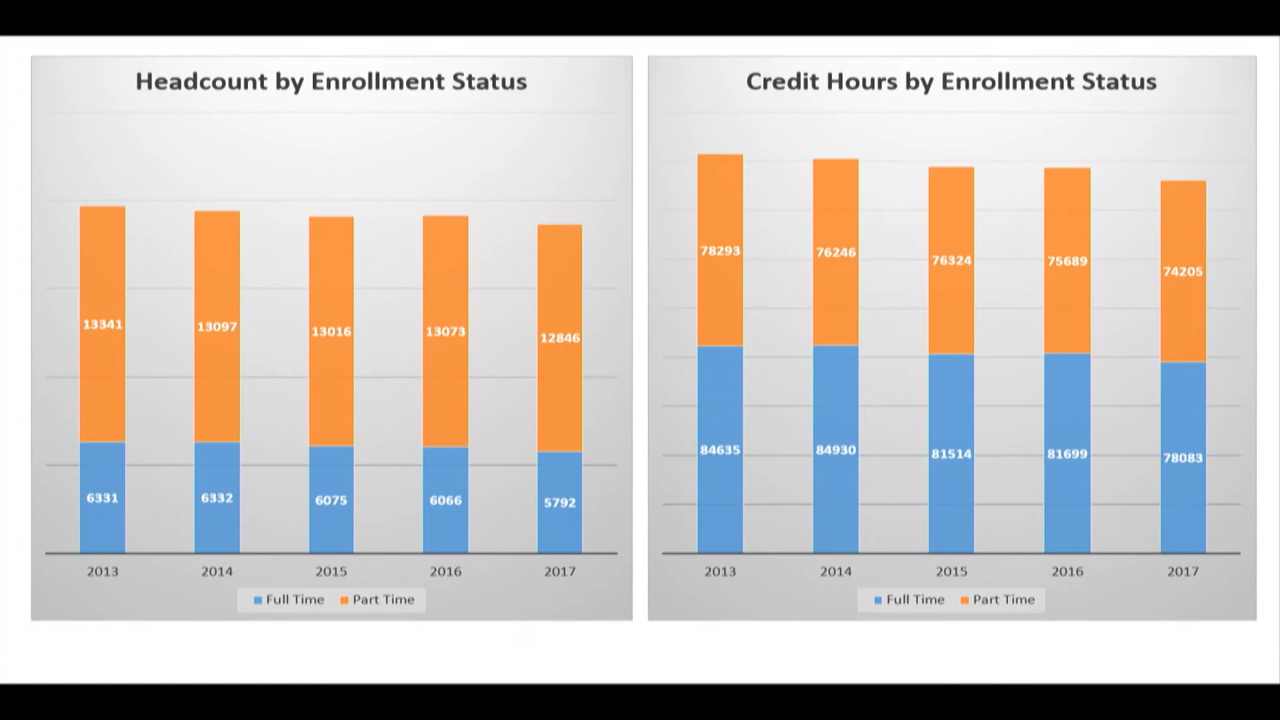 Headcount by Enrollment Status
13341 13097 13016 13073 12846
6331 6332 6075 6066 5792
2013 2014 2015 2016 2017
Full Time Part Time
Credit Hours by Enrollment Status
78293 76246 76324 75689 74205
84635 84930 81514 81699 78083
2013 2014 2015 2016 2017
Full Time Part Time